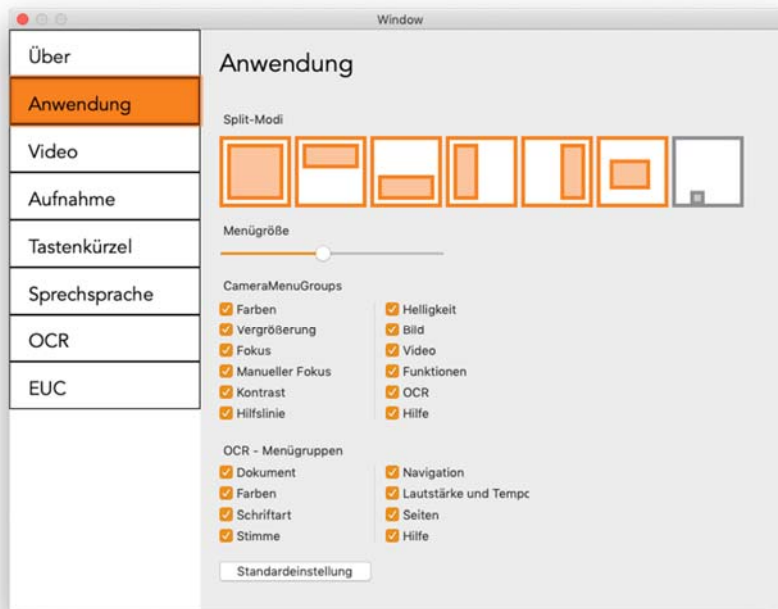 Window
Über
Anwendung
Video
Aufnahme
Tastenkürzel
Sprechsprache
OCR
EUC
Anwendung
Split-Modi
Menügröße
CameraMenuGroups
Farben
Helligkeit
Vergrößerung
Bild
Fokus
Video
Manueller Fokus
Funktionen
Kontrast
OCR
Hilfslinie
Hilfe
OCR - Menügruppen
Dokument
Navigation
Farben
Lautstärke und Tempo
Schriftart
Seiten
Stimme
Hilfe
Standardeinstellung